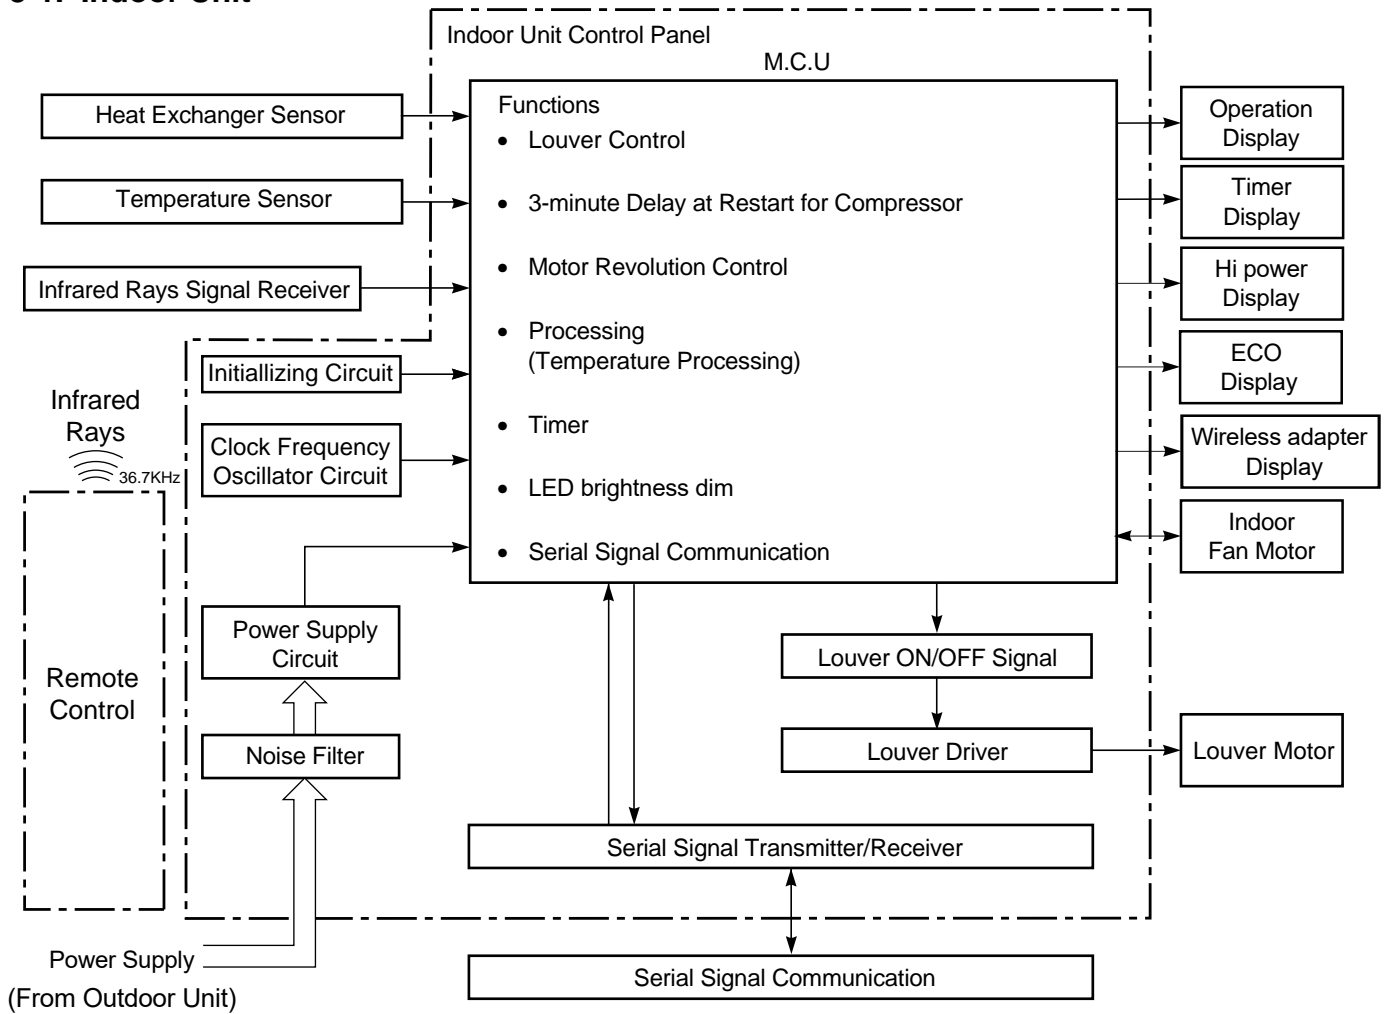 Indoor Unit
Indoor Unit Control Panel
M.C.U
Heat Exchanger Sensor
Temperature Sensor
Infrared Rays Signal Receiver
Initiallizing Circuit
Clock Frequency
Oscillator Circuit
Infrared
Rays
36.7KHz
Remote
Control
Power Supply
Circuit
Noise Filter
Power Supply
(From Outdoor Unit)
Functions
• Louver Control
• 3-minute Delay at Restart for Compressor
• Motor Revolution Control
• Processing
(Temperature Processing)
• Timer
• LED brightness dim
• Serial Signal Communication
Louver ON/OFF Signal
Louver Driver
Serial Signal Transmitter/Receiver
Serial Signal Communication
Operation
Display
Timer
Display
Hi power
Display
ECO
Display
Wireless adapter
Display
Indoor
Fan Motor
Louver Motor